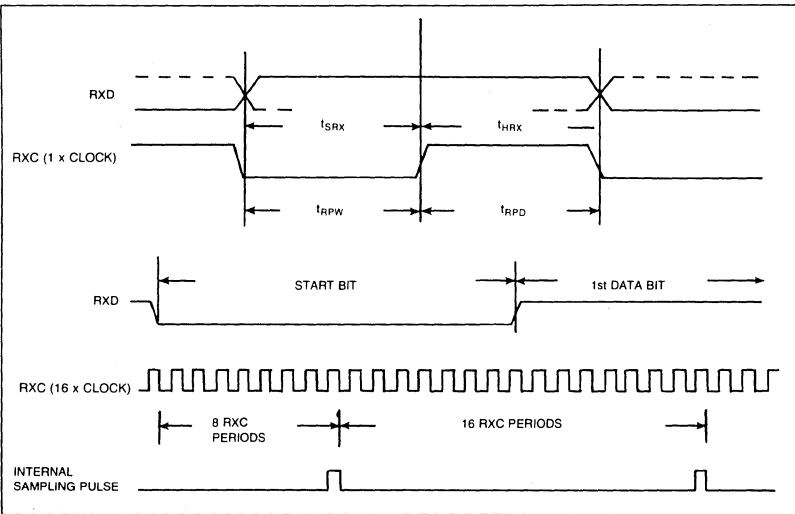 RXD
tSRX tHRX
RXC (1 x CLOCK)
tRPW tRPD
START BIT 1st DATA BIT
RXD
RXC (16 x CLOCK)
8 RXC 16 RXC PERIODS
PERIODS
INTERNAL
SAMPLING PULSE